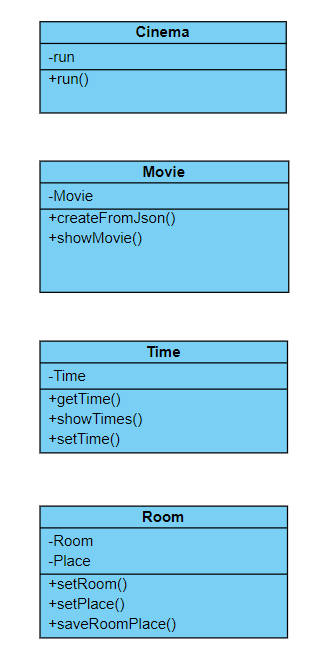 Cinema
-run
+run()
Movie
-Movie
+createFromJson()
+showMovie()
Time
-Time
+getTime()
+showTimes()
+setTime()
Room
-Room
-Place
+setRoom()
+setPlace()
+saveRoomPlace()